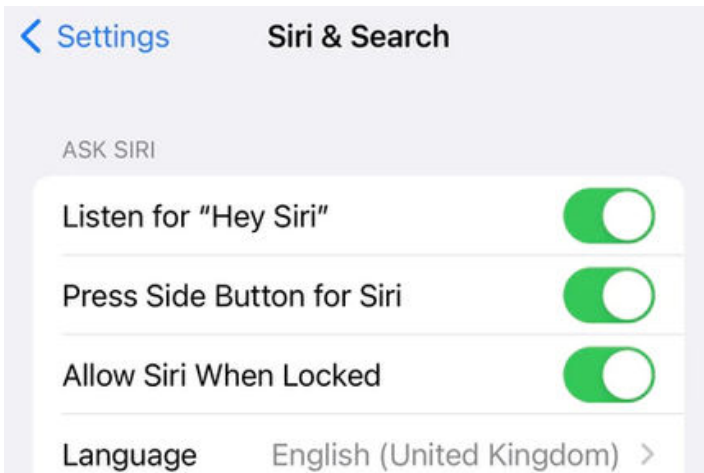 Settings Siri & Search
ASK SIRI
Listen for “Hey Siri”
Press Side Button for Siri
Allow Siri When Locked
Language English (United Kingdom)